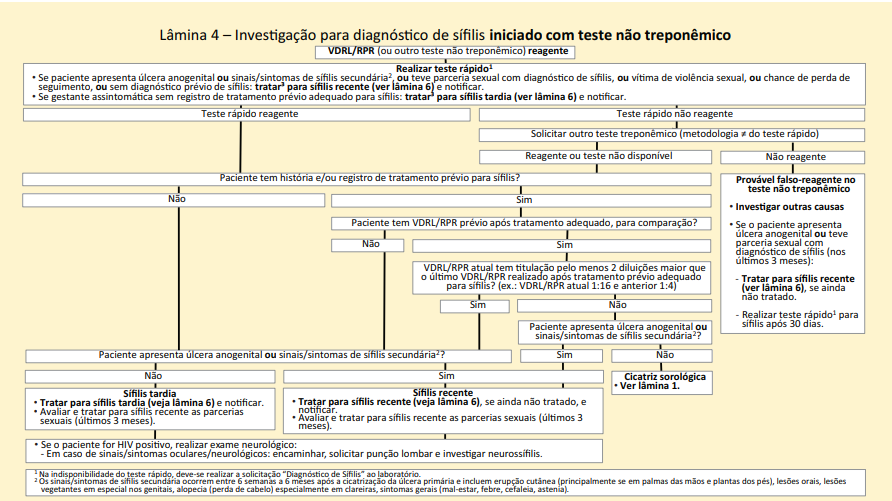 Lâmina 4 – Investigação para diagnóstico de sífilis iniciado com teste não treponêmico
VDRL/RPR (ou outro teste não treponêmico) reagente
Realizar teste rápido¹
• Se paciente apresenta úlcera anogenital ou sinais/sintomas de sífilis secundária², ou teve parceria sexual com diagnóstico de sífilis, ou vítima de violência sexual, ou chance de perda de
seguimento, ou sem diagnóstico prévio de sífilis: tratar³ para sífilis recente (ver lâmina 6) e notificar.
• Se gestante assintomática sem registro de tratamento prévio adequado para sífilis: tratar³ para sífilis tardia (ver lâmina 6) e notificar.
Teste rápido reagente
Teste rápido não reagente
Solicitar outro teste treponêmico (metodologia ≠ do teste rápido)
Reagente ou teste não disponível
Não reagente
Paciente tem história e/ou registro de tratamento prévio para sífilis?
Não
Sim
Paciente tem VDRL/RPR prévio após tratamento adequado, para comparação?
Não
Sim
VDRL/RPR atual tem titulação pelo menos 2 diluições maior que
o último VDRL/RPR realizado após tratamento prévio adequado
para sífilis? (ex.: VDRL/RPR atual 1:16 e anterior 1:4)
Sim
Não
Paciente apresenta úlcera anogenital ou
sinais/sintomas de sífilis secundária²?
Sim
Não
Cicatriz sorológica
• Ver lâmina 1.
Provável falso-reagente no
teste não treponêmico
• Investigar outras causas
• Se o paciente apresenta
úlcera anogenital ou teve
parceria sexual com
diagnóstico de sífilis (nos
últimos 3 meses):
- Tratar para sífilis recente
(ver lâmina 6), se ainda
não tratado.
- Realizar teste rápido¹ para
sífilis após 30 dias.
Paciente apresenta úlcera anogenital ou sinais/sintomas de sífilis secundária²?
Não
Sim
Sífilis tardia
• Tratar para sífilis tardia (veja lâmina 6) e notificar.
• Avaliar e tratar para sífilis recente as parcerias
sexuais (últimos 3 meses).
Sífilis recente
• Tratar para sífilis recente (veja lâmina 6), se ainda não tratado, e
notificar.
• Avaliar e tratar para sífilis recente as parcerias sexuais (últimos 3
meses).
• Se o paciente for HIV positivo, realizar exame neurológico:
- Em caso de sinais/sintomas oculares/neurológicos: encaminhar, solicitar punção lombar e investigar neurossífilis.
¹ Na indisponibilidade do teste rápido, deve-se realizar a solicitação "Diagnóstico de Sífilis" ao laboratório.
² Os sinais/sintomas de sífilis secundária ocorrem entre 6 semanas a 6 meses após a cicatrização da úlcera primária e incluem erupção cutânea (principalmente se em palmas das mãos e plantas dos pés), lesões orais, lesões
vegetantes em especial nos genitais, alopecia (perda de cabelo) especialmente em clareiras, sintomas gerais (mal-estar, febre, cefaleia, astenia).